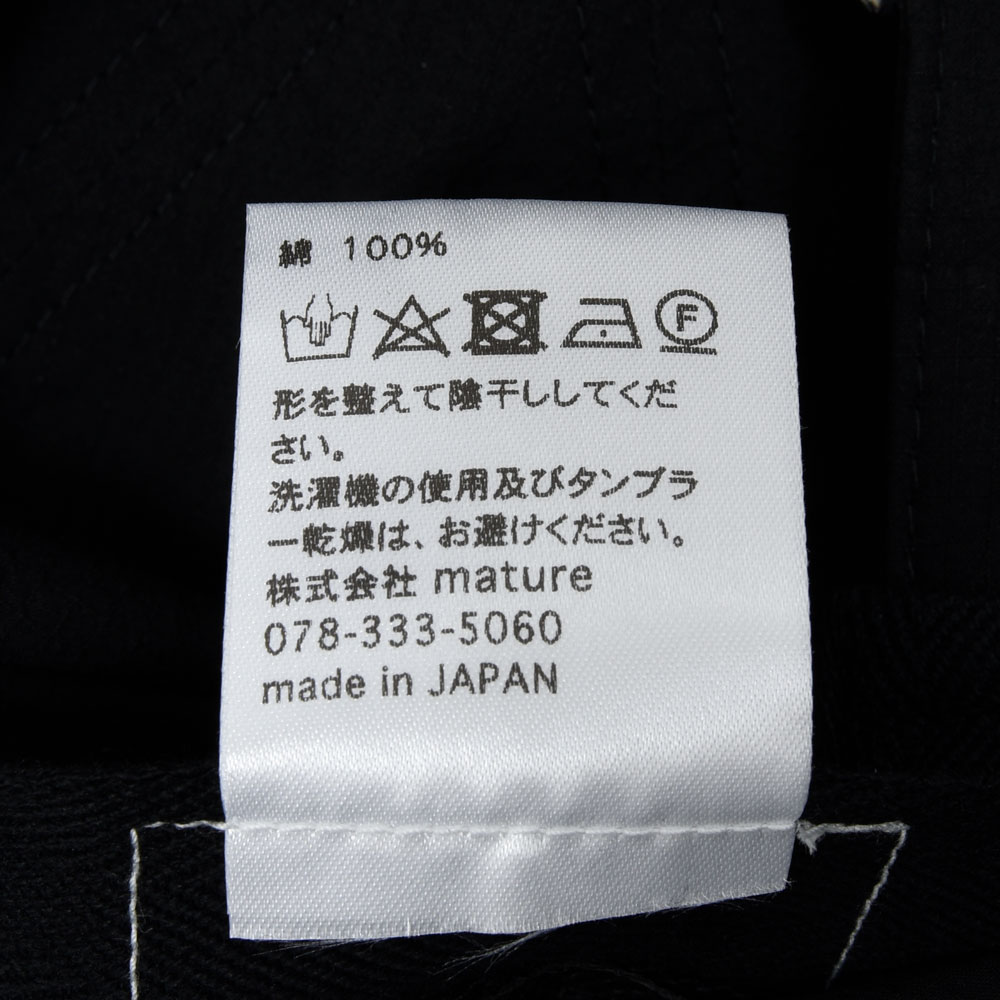 綿 100%
F
形を整えて陰干ししてくだ
さい。
洗濯機の使用及びタンブラ
ー乾燥は、お避けください。
株式会社 mature
078-333-5060
made in JAPAN